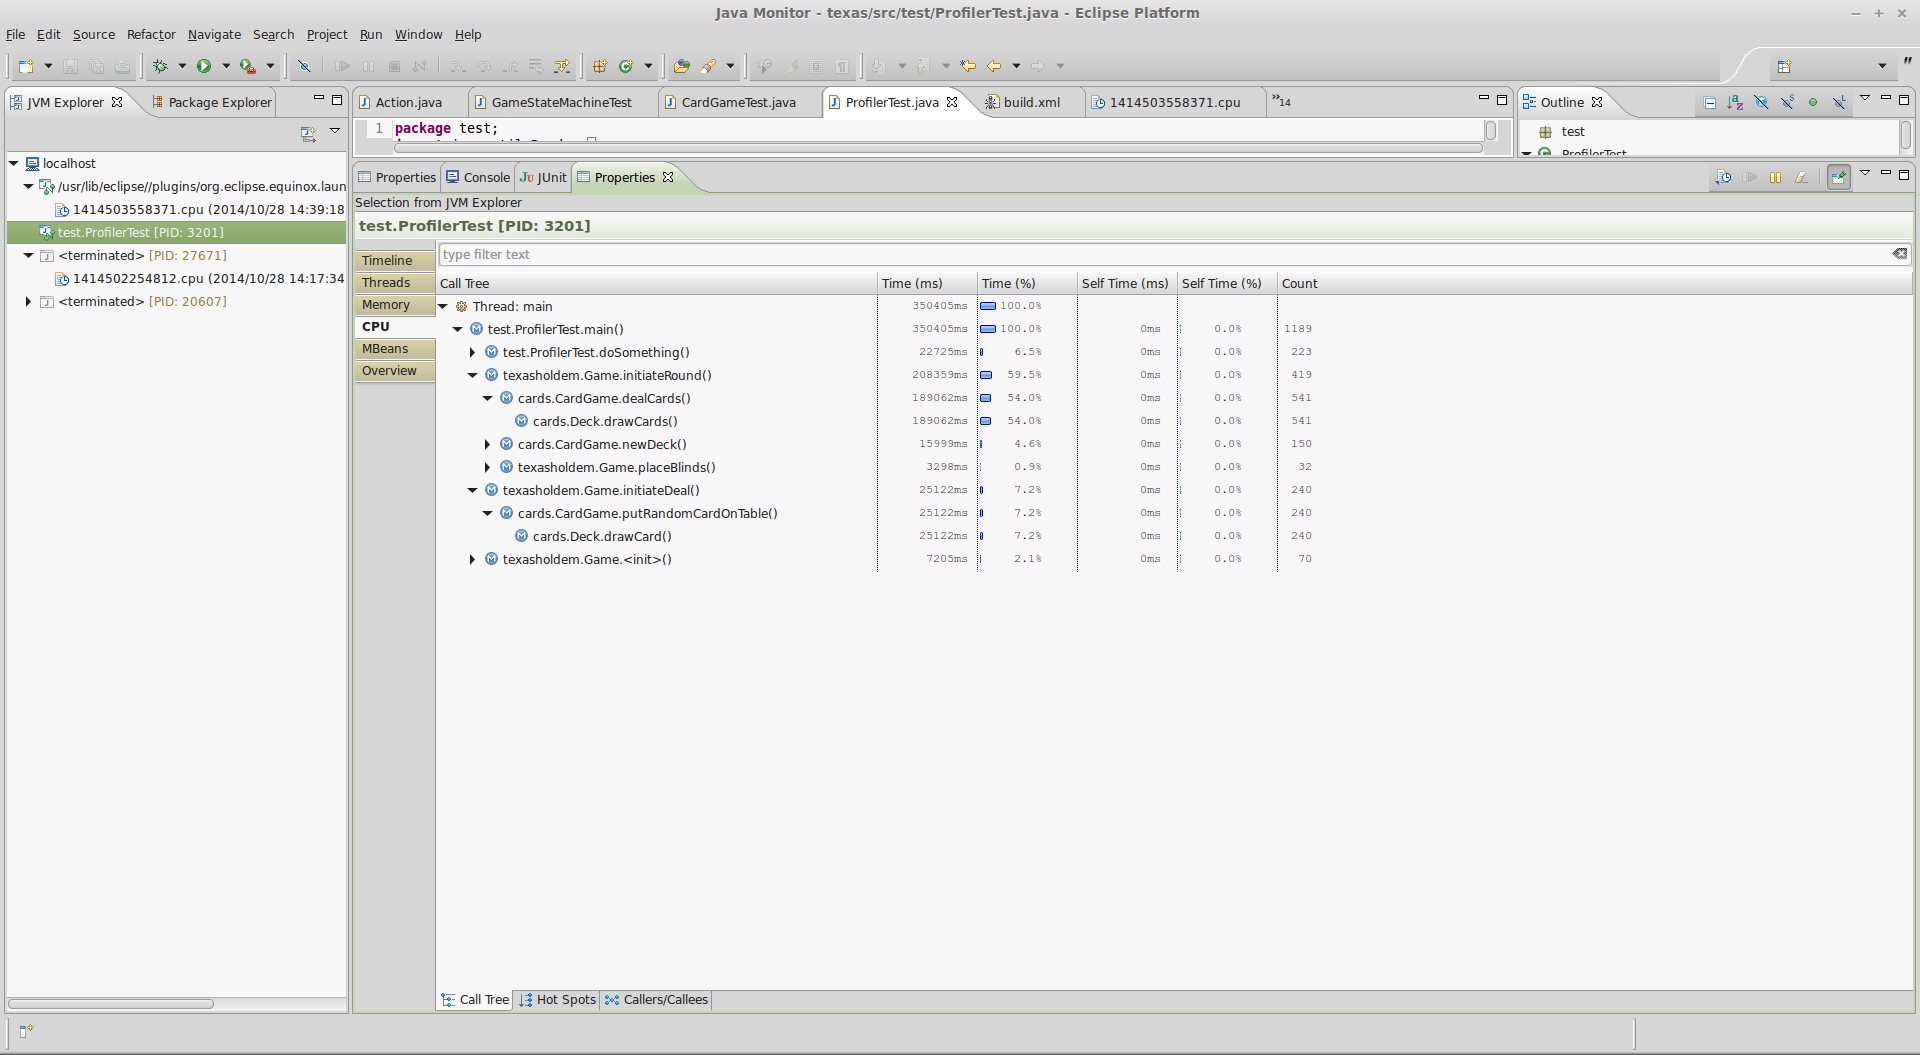 Java Monitor - texas/src/test/ProfilerTest.java - Eclipse Platform
File Edit Source Refactor Navigate Search Project Run Window Help
JVM Explorer Package Explorer
localhost
/usr/lib/eclipse//plugins/org.eclipse.equinox.laun
1414503558371.cpu (2014/10/28 14:39:18
test.ProfilerTest [PID: 3201]
<terminated> [PID: 27671]
1414502254812.cpu (2014/10/28 14:17:34
<terminated> [PID: 20607]
Action.java GameStateMachineTest CardGameTest.java ProfilerTest.java build.xml 1414503558371.cpu »14
1 package test;
Outline
test
ProfilerTest
Properties Console JUnit Properties
Selection from JVM Explorer
test.ProfilerTest [PID: 3201]
Timeline
Threads
Memory
CPU
MBeans
Overview
type filter text
Call Tree Time (ms) Time (%) Self Time (ms) Self Time (%) Count
Thread: main 350405ms 100.0%
test.ProfilerTest.main() 350405ms 100.0% 0ms 0.0% 1189
test.ProfilerTest.doSomething() 22725ms 6.5% 0ms 0.0% 223
texasholdem.Game.initiateRound() 208359ms 59.5% 0ms 0.0% 419
cards.CardGame.dealCards() 189062ms 54.0% 0ms 0.0% 541
cards.Deck.drawCards() 189062ms 54.0% 0ms 0.0% 541
cards.CardGame.newDeck() 15999ms 4.6% 0ms 0.0% 150
texasholdem.Game.placeBlinds() 3298ms 0.9% 0ms 0.0% 32
texasholdem.Game.initiateDeal() 25122ms 7.2% 0ms 0.0% 240
cards.CardGame.putRandomCardOnTable() 25122ms 7.2% 0ms 0.0% 240
cards.Deck.drawCard() 25122ms 7.2% 0ms 0.0% 240
texasholdem.Game.<init>() 7205ms 2.1% 0ms 0.0% 70
Call Tree Hot Spots Callers/Callees